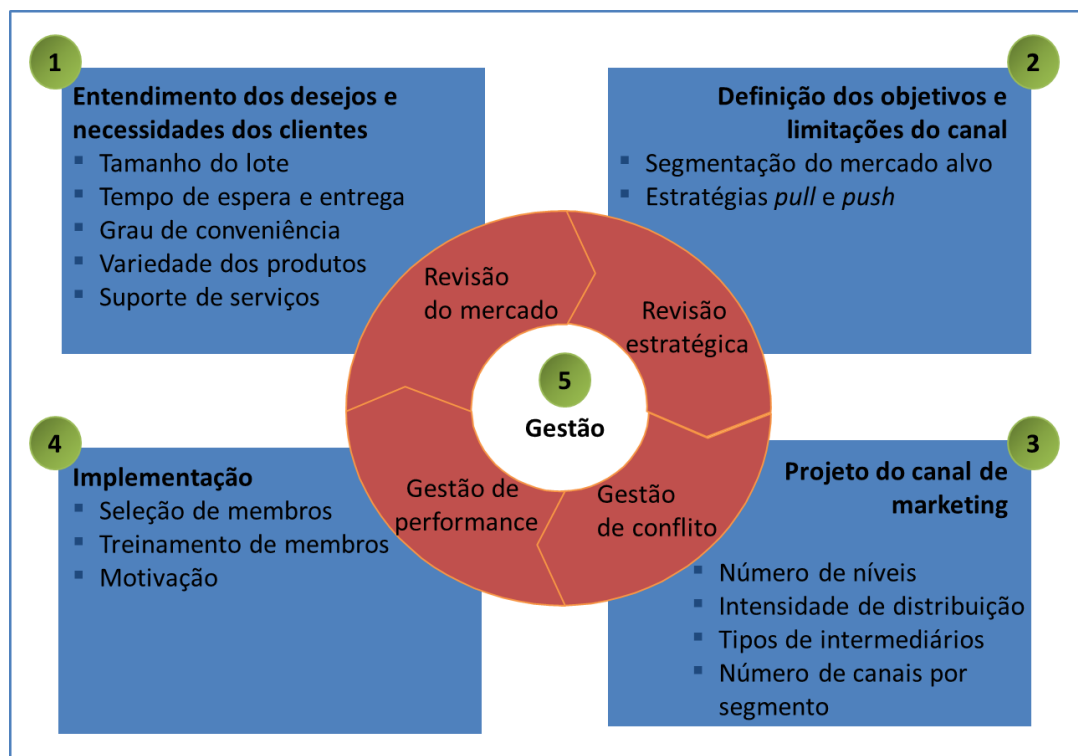 1
Entendimento dos desejos e
necessidades dos clientes
▪ Tamanho do lote
▪ Tempo de espera e entrega
▪ Grau de conveniência
▪ Variedade dos produtos
▪ Suporte de serviços
2
Definição dos objetivos e
limitações do canal
▪ Segmentação do mercado alvo
▪ Estratégias pull e push
Revisão
do mercado
Revisão
estratégica
5
Gestão
Gestão de
performance
Gestão
de conflito
4
Implementação
▪ Seleção de membros
▪ Treinamento de membros
▪ Motivação
3
Projeto do canal de
marketing
▪ Número de níveis
▪ Intensidade de distribuição
▪ Tipos de intermediários
▪ Número de canais por
segmento